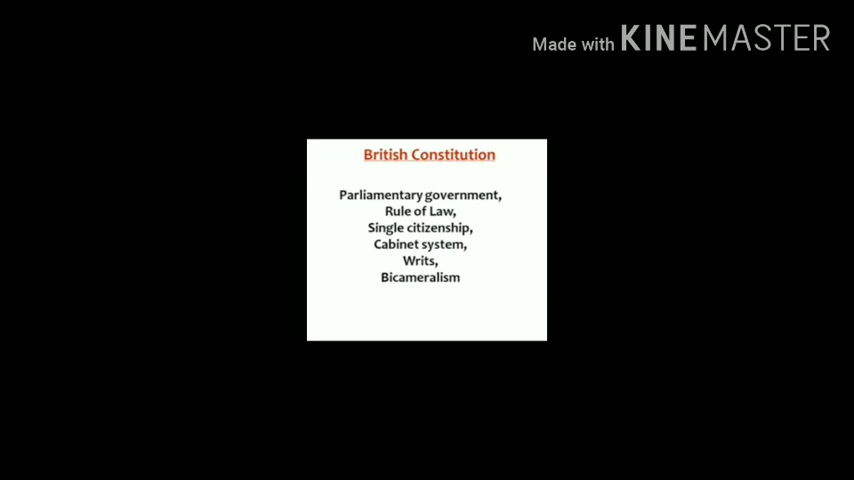 Made with KINEMASTER
British Constitution
Parliamentary government,
Rule of Law,
Single citizenship,
Cabinet system,
Writs,
Bicameralism